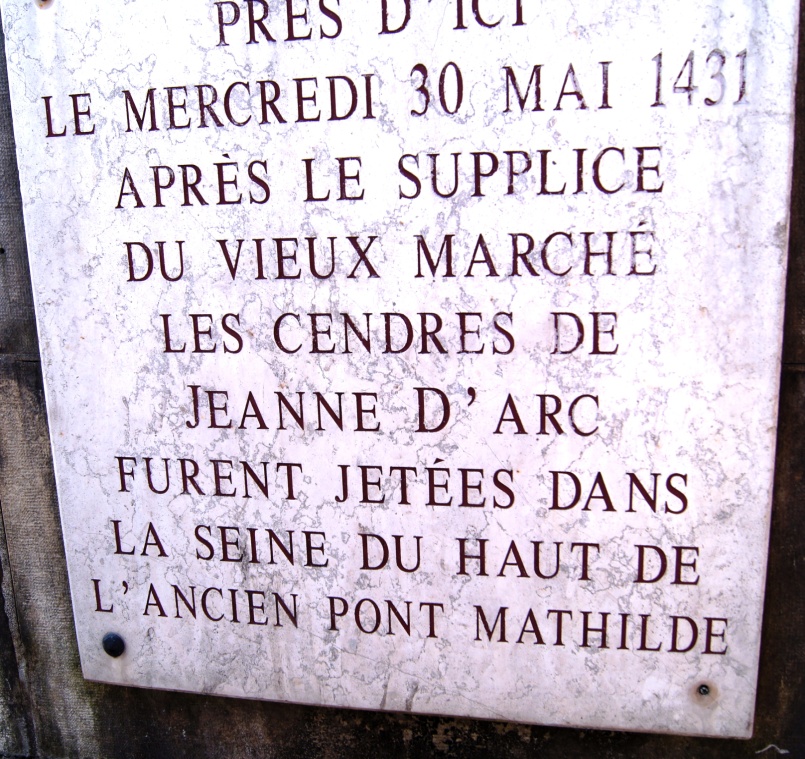 PRÈS D'ICI
LE MERCREDI 30 MAI 1431
APRÈS LE SUPPLICE
DU VIEUX MARCHÉ
LES CENDRES DE
JEANNE D'ARC
FURENT JETÉES DANS
LA SEINE DU HAUT DE
L'ANCIEN PONT MATHILDE